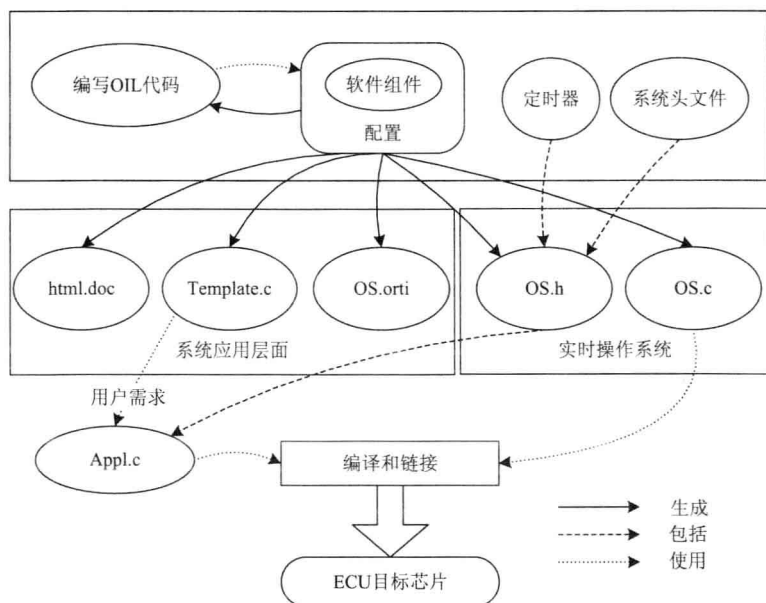 编写OIL代码
软件组件
配置
定时器
系统头文件
html.doc
Template.c
OS.orti
OS.h
OS.c
系统应用层面
实时操作系统
用户需求
Appl.c
编译和链接
ECU目标芯片
生成
包括
使用